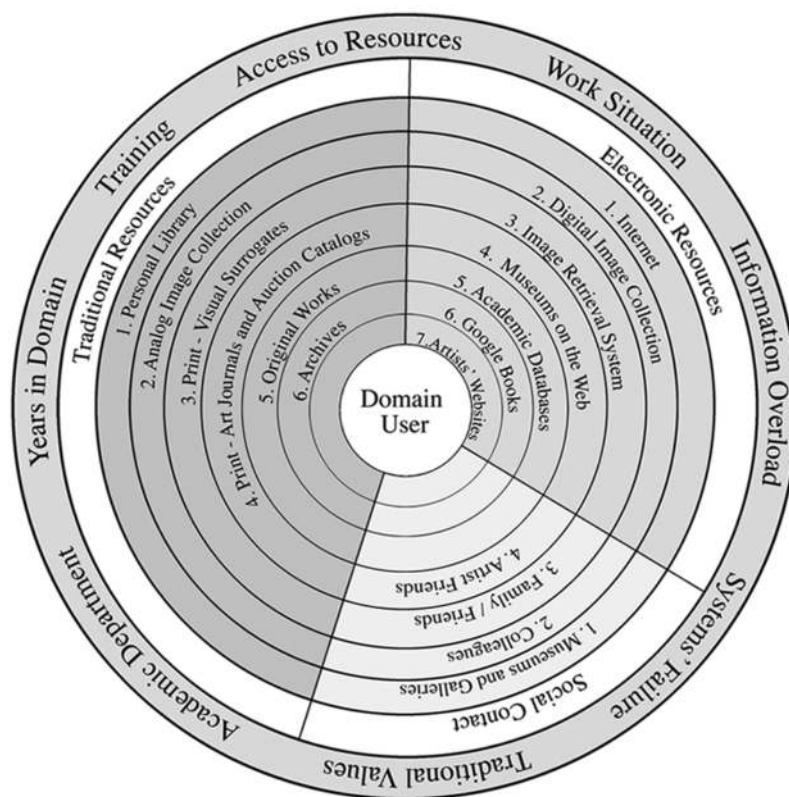 Access to Resources
Work Situation
Information Overload
Systems' Failure
Traditional Values
Academic Department
Years in Domain
Training
Traditional Resources
1. Personal Library
2. Analog Image Collection
3. Print - Visual Surrogates
4. Print - Art Journals and Auction Catalogs
5. Original Works
6. Archives
Electronic Resources
1. Internet
2. Digital Image Collection
3. Image Retrieval System
4. Museums on the Web
5. Academic Databases
6. Google Books
7. Artists' Websites
Social Contact
1. Museums and Galleries
2. Colleagues
3. Family / Friends
4. Artist Friends
Domain
User